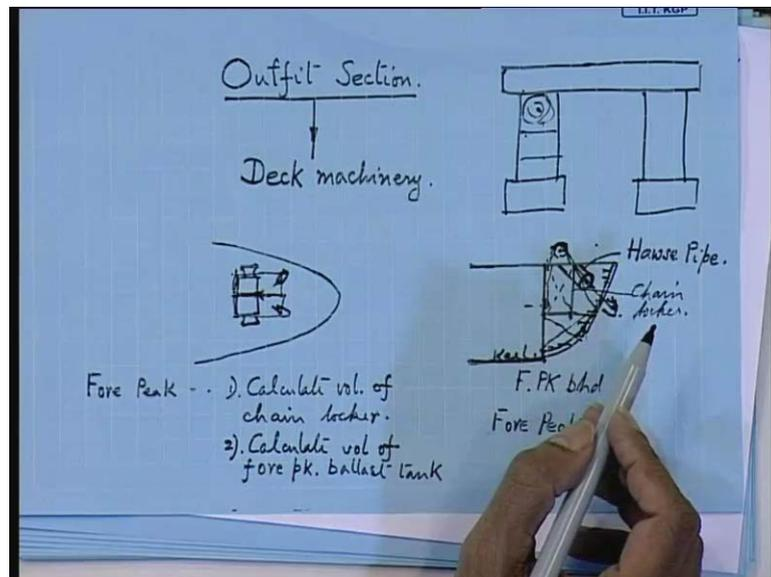 I.I.T. KGP
Outfit Section.
Deck machinery.
Hawse Pipe.
Chain
locker.
Keel
F. PK bhd
Fore Peak -- 1). Calculate vol. of
chain locker.
2). Calculate vol of
fore pk. ballast tank
Fore